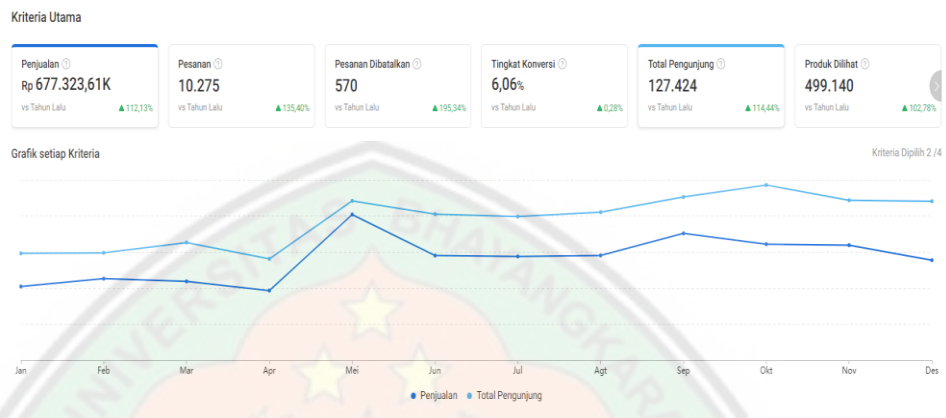 Kriteria Utama
Penjualan
Rp 677.323,61K
vs Tahun Lalu ▲112,13%
Pesanan
10.275
vs Tahun Lalu ▲135,40%
Pesanan Dibatalkan
570
vs Tahun Lalu ▲195,34%
Tingkat Konversi
6,06%
vs Tahun Lalu ▲0,28%
Total Pengunjung
127.424
vs Tahun Lalu ▲114,44%
Produk Dilihat
499.140
vs Tahun Lalu ▲102,78%
Grafik setiap Kriteria
Kriteria Dipilih 2 /4
UNIVERSITAS BHAYANGKARA
Jan Feb Mar Apr Mei Jun Jul Agt Sep Okt Nov Des
Penjualan Total Pengunjung